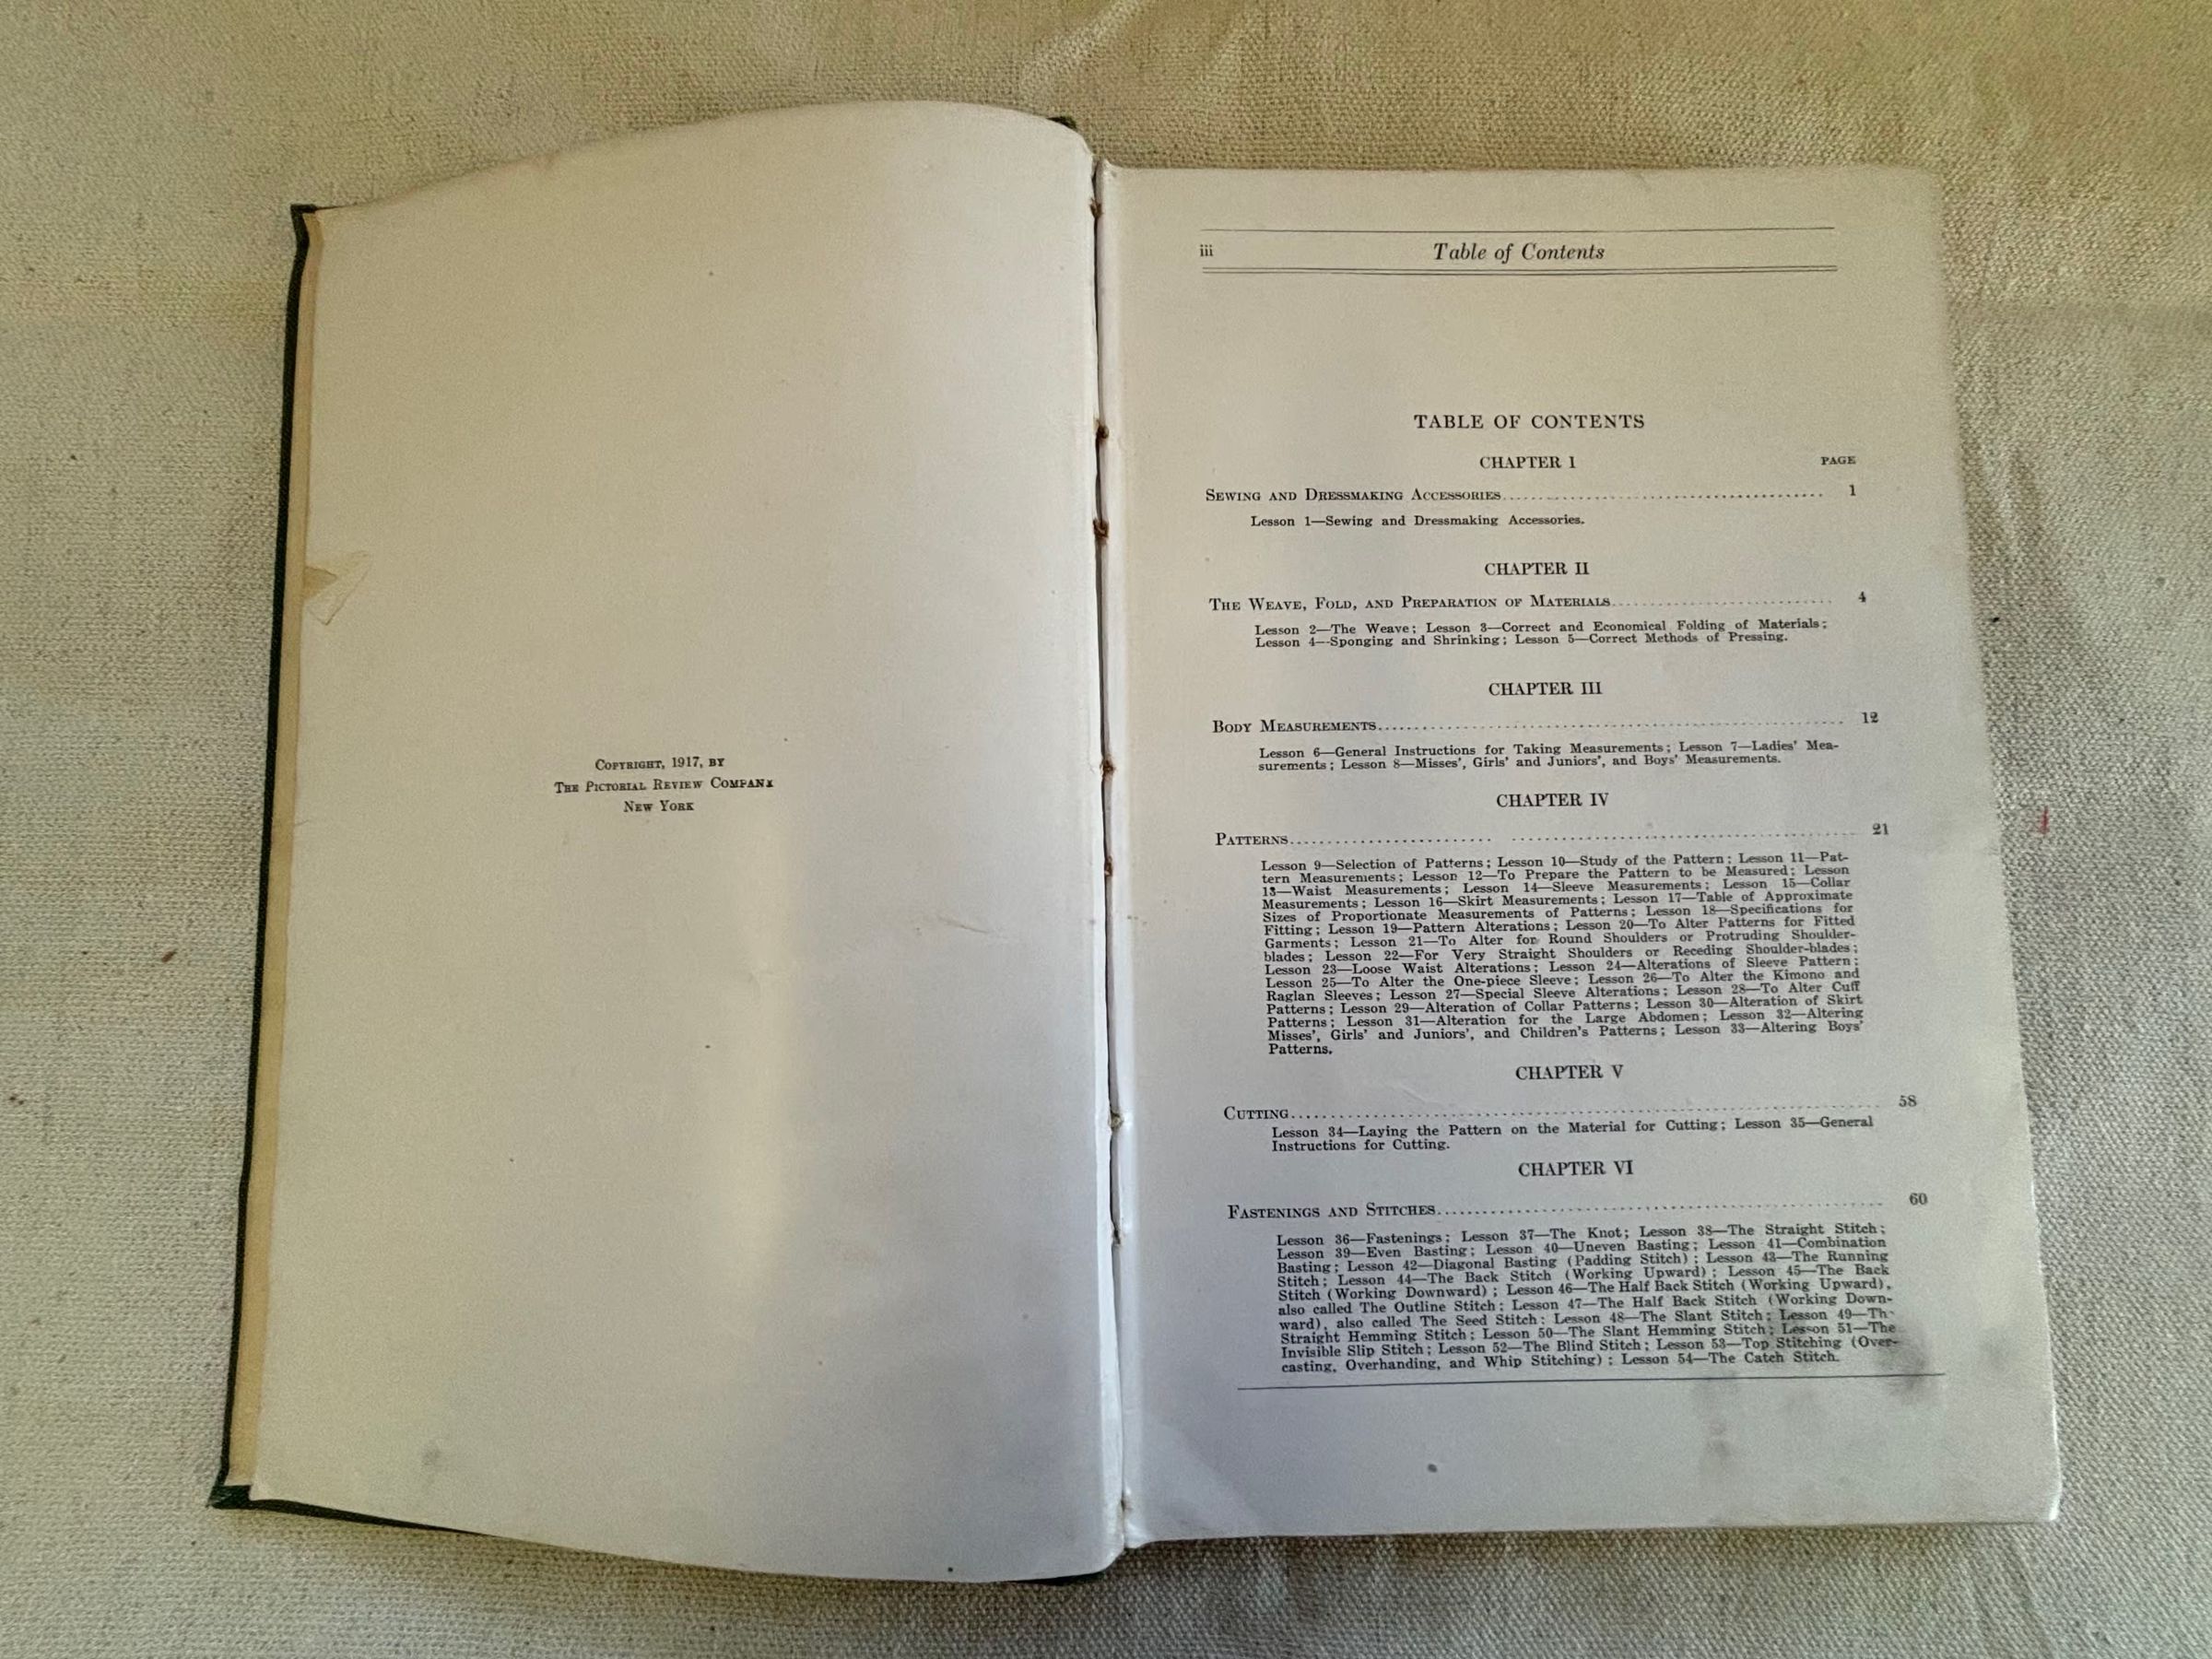 COPYRIGHT, 1917, BY
THE PICTORIAL REVIEW COMPANY
NEW YORK
iii Table of Contents
TABLE OF CONTENTS
CHAPTER I PAGE
SEWING AND DRESSMAKING ACCESSORIES 1
Lesson 1—Sewing and Dressmaking Accessories.
CHAPTER II
THE WEAVE, FOLD, AND PREPARATION OF MATERIALS 4
Lesson 2—The Weave; Lesson 3—Correct and Economical Folding of Materials;
Lesson 4—Sponging and Shrinking; Lesson 5—Correct Methods of Pressing.
CHAPTER III
BODY MEASUREMENTS 12
Lesson 6—General Instructions for Taking Measurements; Lesson 7—Ladies' Mea-
surements; Lesson 8—Misses', Girls' and Juniors', and Boys' Measurements.
CHAPTER IV
PATTERNS 21
Lesson 9—Selection of Patterns; Lesson 10—Study of the Pattern; Lesson 11—Pat-
tern Measurements; Lesson 12—To Prepare the Pattern to be Measured; Lesson
13—Waist Measurements; Lesson 14—Sleeve Measurements; Lesson 15—Collar
Measurements; Lesson 16—Skirt Measurements; Lesson 17—Table of Approximate
Sizes of Proportionate Measurements of Patterns; Lesson 18—Specifications for
Fitting; Lesson 19—Pattern Alterations; Lesson 20—To Alter Patterns for Fitted
Garments; Lesson 21—To Alter for Round Shoulders or Protruding Shoulder-
blades; Lesson 22—For Very Straight Shoulders or Receding Shoulder-blades;
Lesson 23—Loose Waist Alterations; Lesson 24—Alterations of Sleeve Pattern;
Lesson 25—To Alter the One-piece Sleeve; Lesson 26—To Alter the Kimono and
Raglan Sleeves; Lesson 27—Special Sleeve Alterations; Lesson 28—To Alter Cuff
Patterns; Lesson 29—Alteration of Collar Patterns; Lesson 30—Alteration of Skirt
Patterns; Lesson 31—Alteration for the Large Abdomen; Lesson 32—Altering
Misses', Girls' and Juniors', and Children's Patterns; Lesson 33—Altering Boys'
Patterns.
CHAPTER V
CUTTING 58
Lesson 34—Laying the Pattern on the Material for Cutting; Lesson 35—General
Instructions for Cutting.
CHAPTER VI
FASTENINGS AND STITCHES 60
Lesson 36—Fastenings; Lesson 37—The Knot; Lesson 38—The Straight Stitch;
Lesson 39—Even Basting; Lesson 40—Uneven Basting; Lesson 41—Combination
Basting; Lesson 42—Diagonal Basting (Padding Stitch); Lesson 43—The Running
Stitch; Lesson 44—The Back Stitch (Working Upward); Lesson 45—The Back
Stitch (Working Downward); Lesson 46—The Half Back Stitch (Working Upward),
also called The Outline Stitch; Lesson 47—The Half Back Stitch (Working Down-
ward), also called The Seed Stitch; Lesson 48—The Slant Stitch; Lesson 49—Th
Straight Hemming Stitch; Lesson 50—The Slant Hemming Stitch; Lesson 51—The
Invisible Slip Stitch; Lesson 52—The Blind Stitch; Lesson 53—Top Stitching (Over-
casting, Overhanding, and Whip Stitching); Lesson 54—The Catch Stitch.